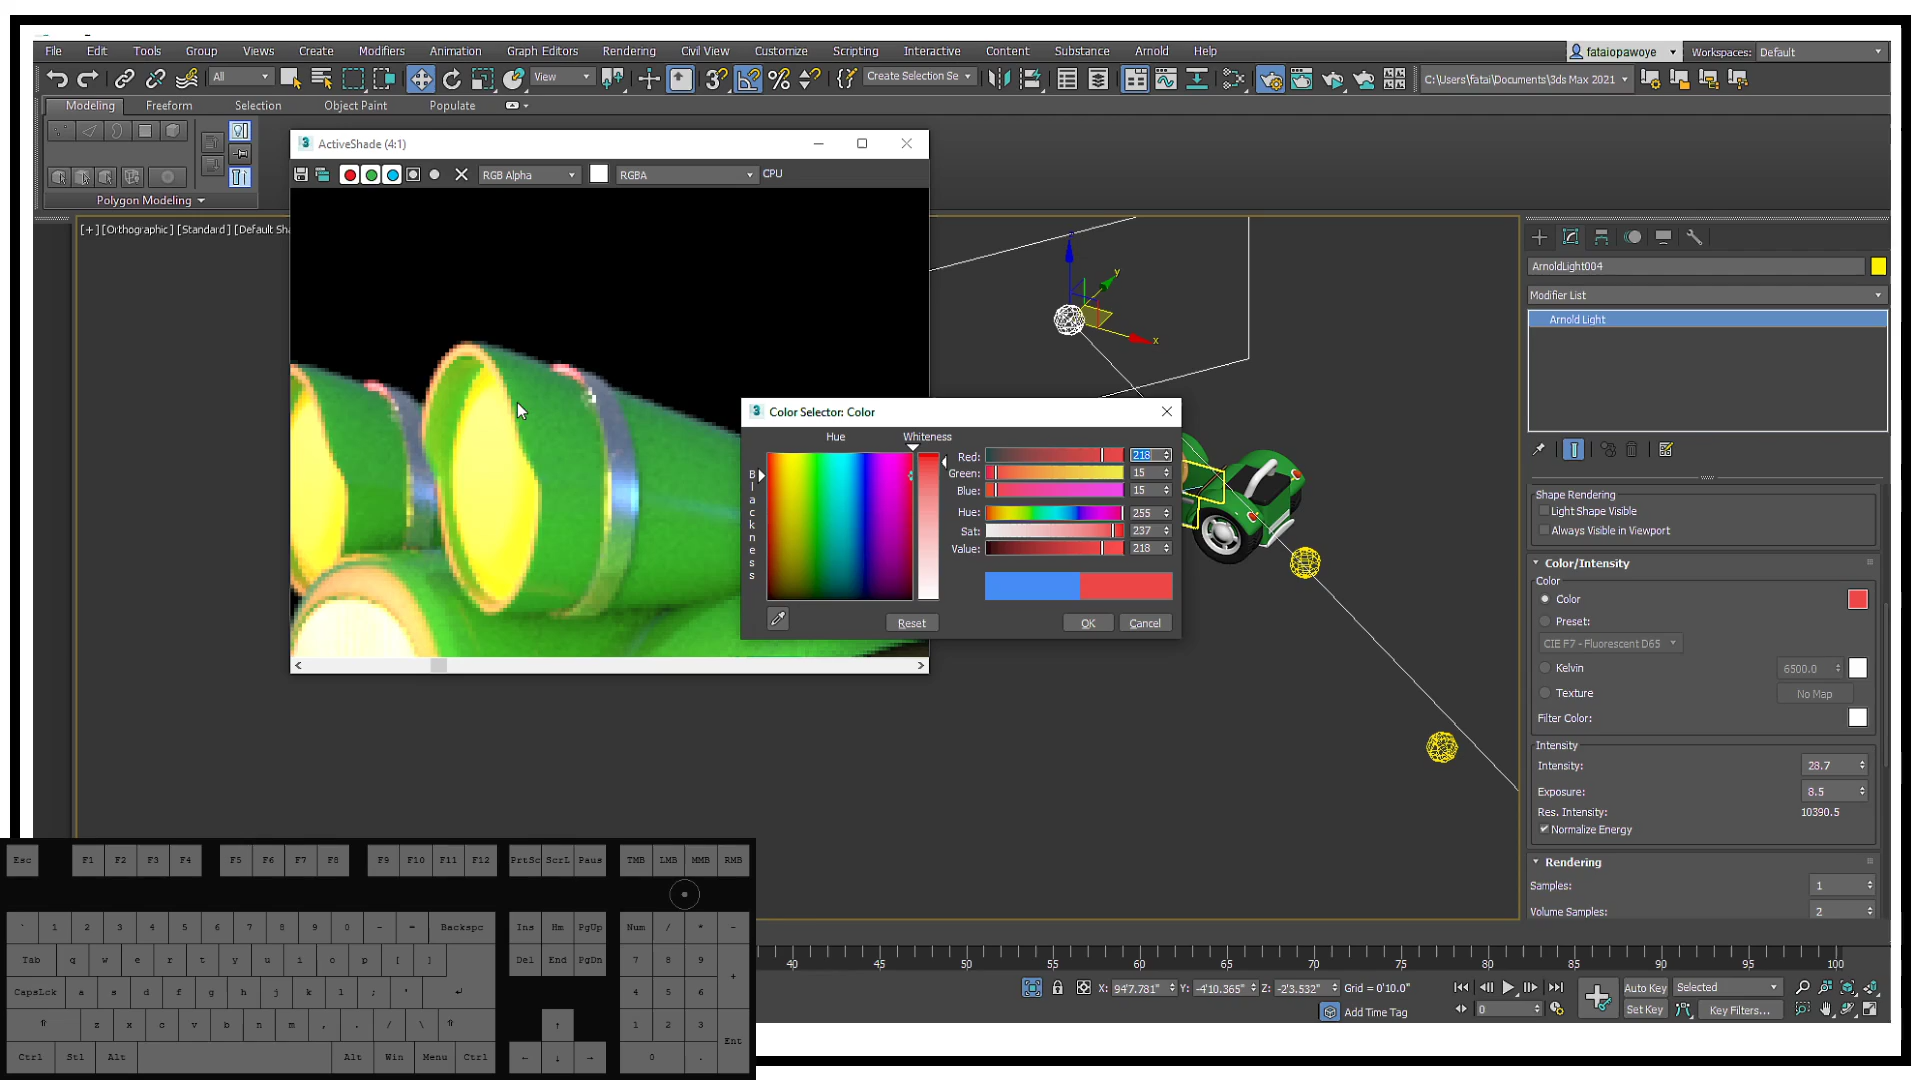 File Edit Tools Group Views Create Modifiers Animation Graph Editors Rendering Civil View Customize Scripting Interactive Content Substance Arnold Help fataiopawoye Workspaces: Default
All View Create Selection Se C:\Users\fatai\Documents\3ds Max 2021
Modeling Freeform Selection Object Paint Populate
Polygon Modeling
ActiveShade (4:1)
RGB Alpha RGBA CPU
[+] [Orthographic] [Standard] [Default Sha
z y x
Color Selector: Color
Hue Whiteness
Blackness
Red: 218
Green: 15
Blue: 15
Hue: 255
Sat: 237
Value: 218
Reset OK Cancel
ArnoldLight004
Modifier List
Arnold Light
Shape Rendering
Light Shape Visible
Always Visible in Viewport
Color/Intensity
Color
Color
Preset:
CIE F7 - Fluorescent D65
Kelvin 6500.0
Texture No Map
Filter Color:
Intensity
Intensity: 28.7
Exposure: 8.5
Res. Intensity: 10390.5
Normalize Energy
Rendering
Samples: 1
Volume Samples: 2
40 45 50 55 60 65 70 75 80 85 90 95 100
X: 94'7.781" Y: -4'10.365" Z: -2'3.532" Grid = 0'10.0" Auto Key Selected
Add Time Tag 0 Set Key Key Filters...
Esc F1 F2 F3 F4 F5 F6 F7 F8 F9 F10 F11 F12 PrtSc ScrL Paus TMB LMB MMB RMB
` 1 2 3 4 5 6 7 8 9 0 - = Backspc Ins Hm PgUp Num / * -
Tab q w e r t y u i o p [ ] Del End PgDn 7 8 9 +
CapsLck a s d f g h j k l ; ' ↵ 4 5 6
⇧ z x c v b n m , . / \ ⇧ ↑ 1 2 3 Ent
Ctrl Stl Alt Alt Win Menu Ctrl ← ↓ → 0 .